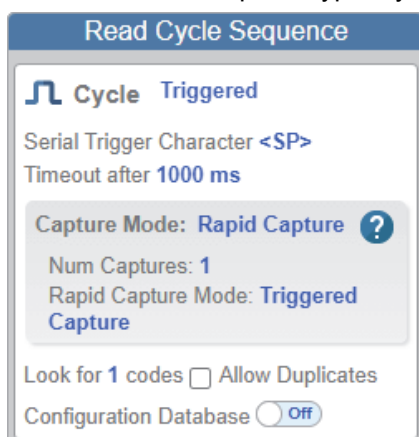 Read Cycle Sequence
Cycle Triggered
Serial Trigger Character <SP>
Timeout after 1000 ms
Capture Mode: Rapid Capture ?
Num Captures: 1
Rapid Capture Mode: Triggered
Capture
Look for 1 codes Allow Duplicates
Configuration Database Off